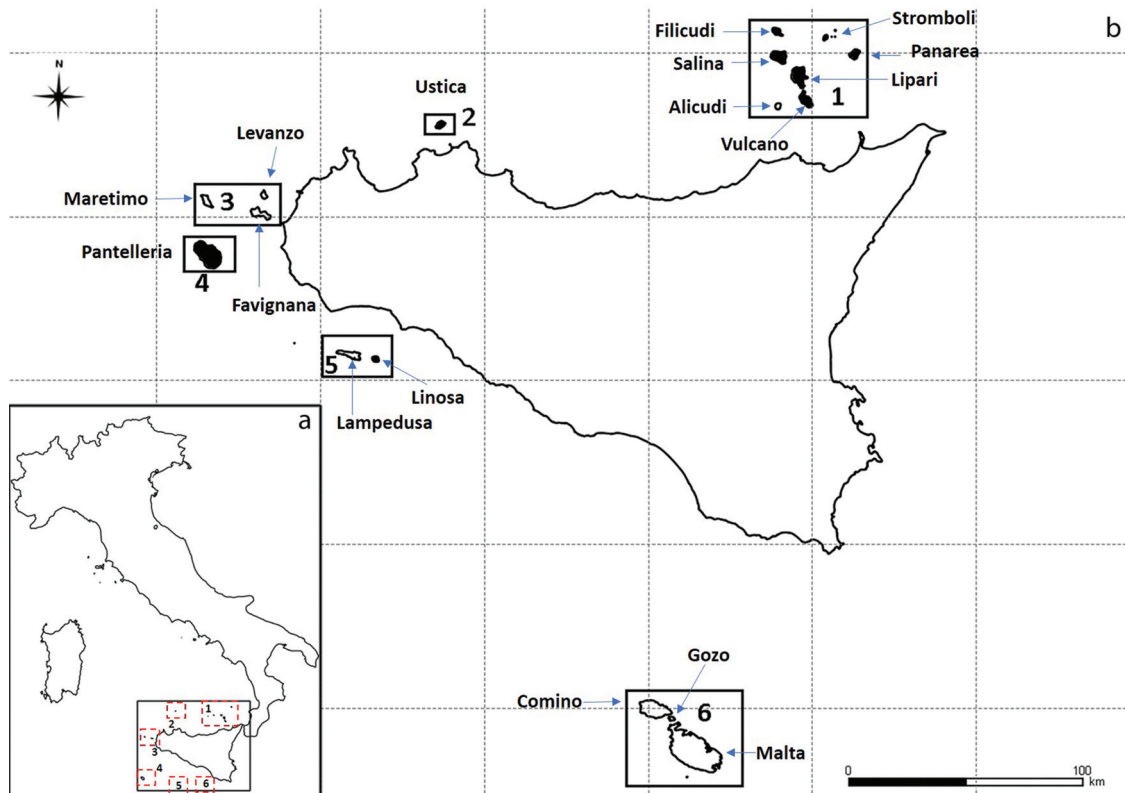 b
Filicudi
Stromboli
Salina
Panarea
Lipari
Alicudi
1
Vulcano
N
Ustica
2
Levanzo
Maretimo
3
Pantelleria
4
Favignana
5
Linosa
Lampedusa
a
1
2
3
4
5
6
Gozo
Comino
6
Malta
0
100
km